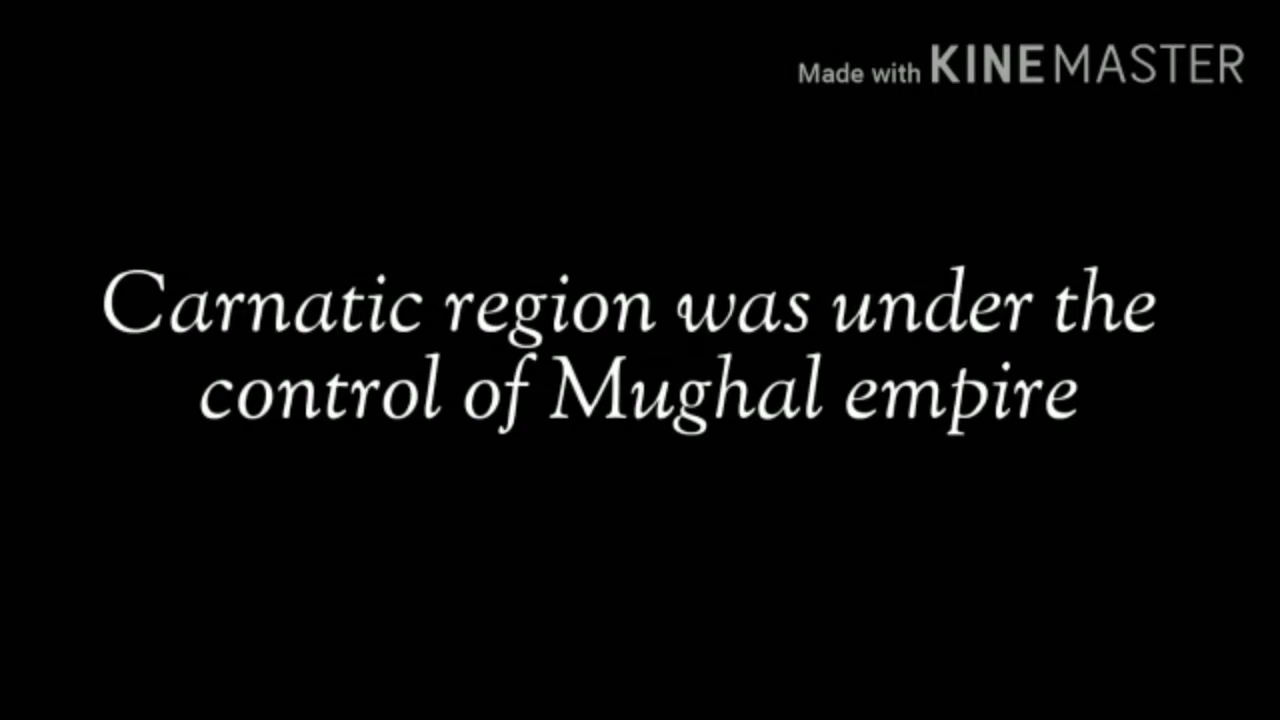 Made with KINEMASTER
Carnatic region was under the
control of Mughal empire